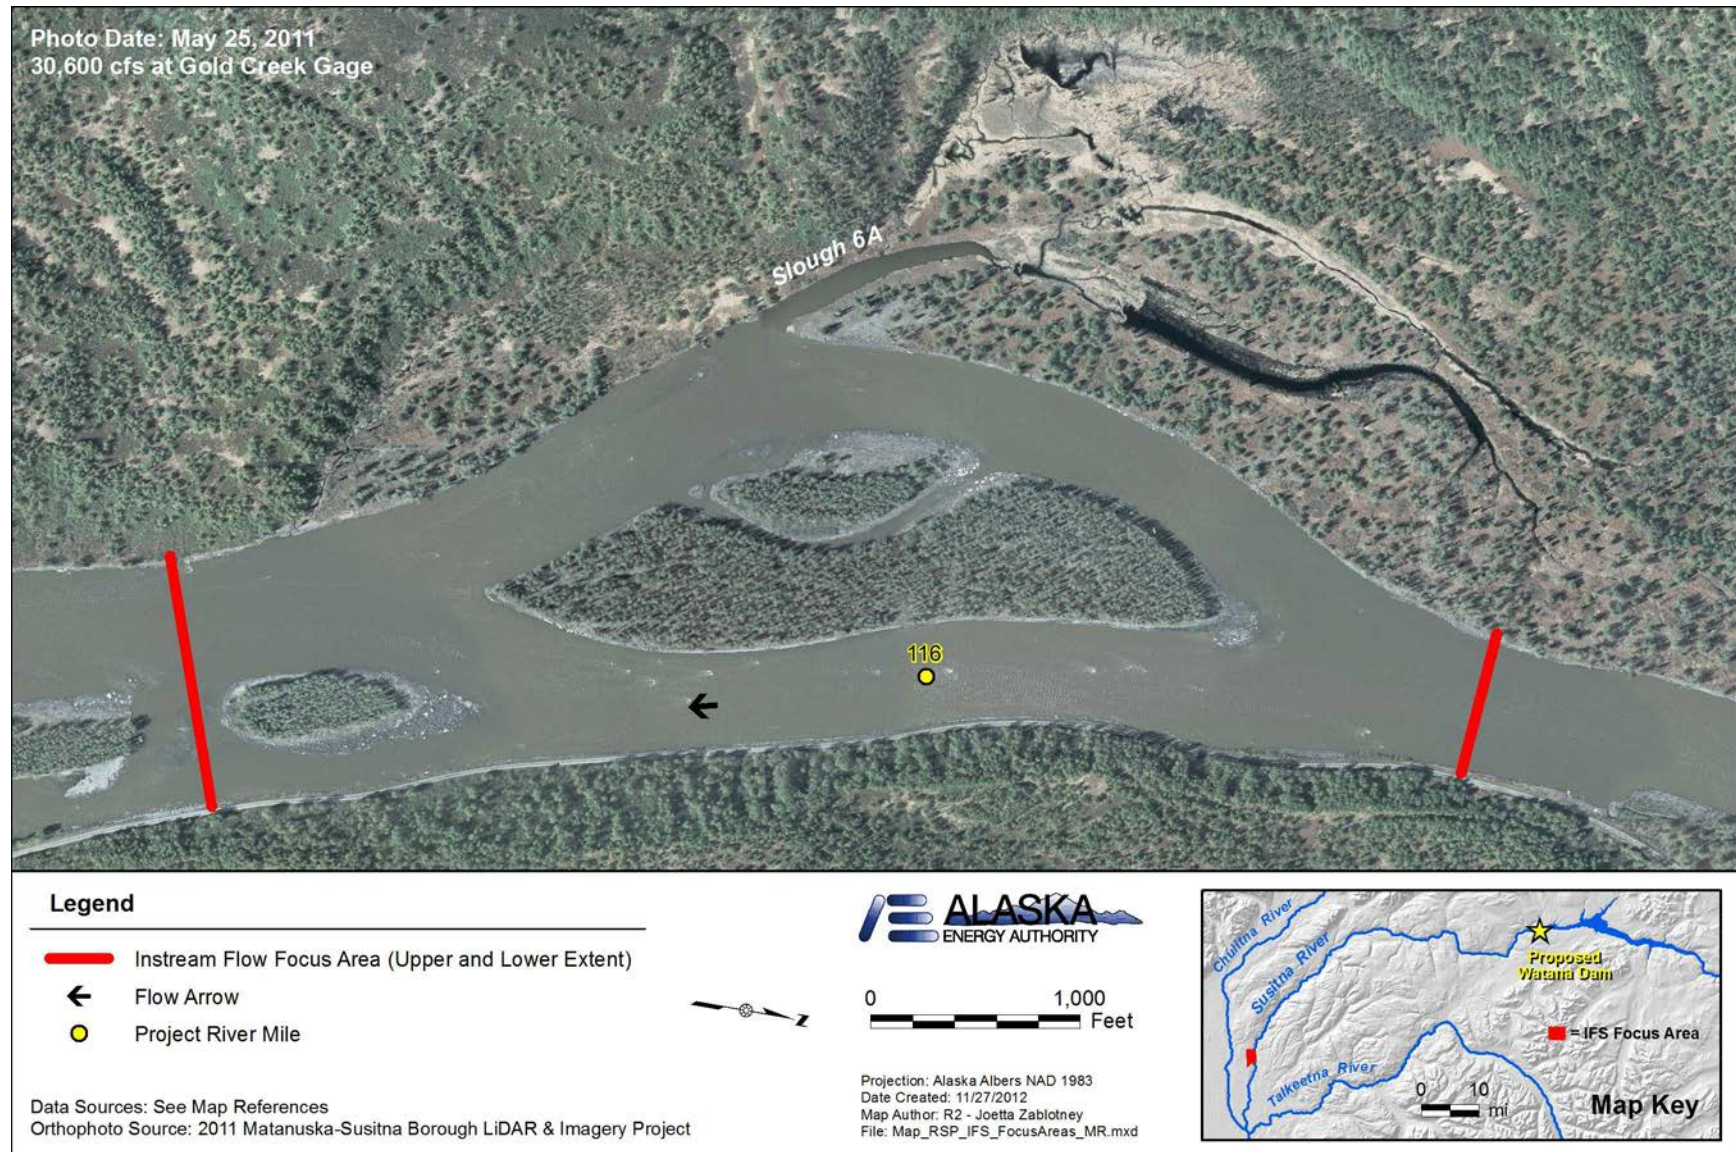 Photo Date: May 25, 2011
30,600 cfs at Gold Creek Gage
Slough 6A
116
Legend
Instream Flow Focus Area (Upper and Lower Extent)
Flow Arrow
Project River Mile
Data Sources: See Map References
Orthophoto Source: 2011 Matanuska-Susitna Borough LiDAR & Imagery Project
N
ALASKA
ENERGY AUTHORITY
0 1,000
Feet
Projection: Alaska Albers NAD 1983
Date Created: 11/27/2012
Map Author: R2 - Joetta Zablotney
File: Map_RSP_IFS_FocusAreas_MR.mxd
Chulitna River
Susitna River
Proposed
Watana Dam
= IFS Focus Area
Talkeetna River
0 10
mi
Map Key